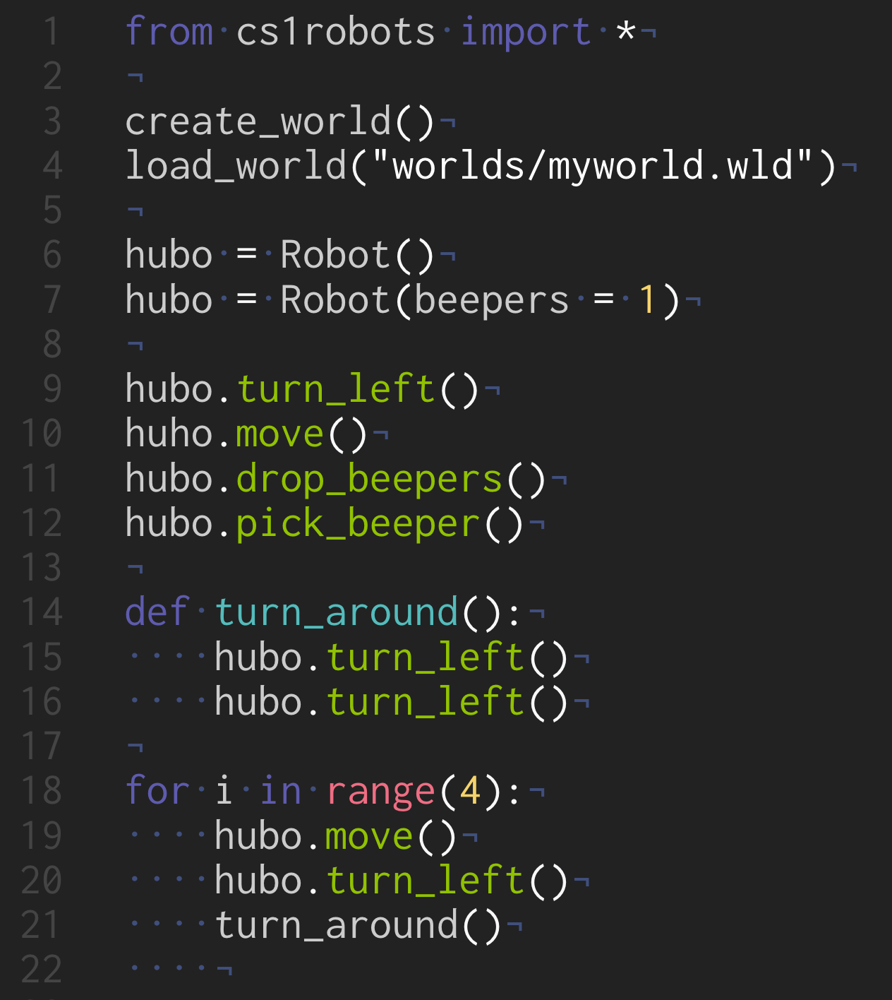 1 from cs1robots import *¬
2 ¬
3 create_world()¬
4 load_world("worlds/myworld.wld")¬
5 ¬
6 hubo = Robot()¬
7 hubo = Robot(beepers = 1)¬
8 ¬
9 hubo.turn_left()¬
10 huho.move()¬
11 hubo.drop_beepers()¬
12 hubo.pick_beeper()¬
13 ¬
14 def turn_around():¬
15 ····hubo.turn_left()¬
16 ····hubo.turn_left()¬
17 ¬
18 for i in range(4):¬
19 ····hubo.move()¬
20 ····hubo.turn_left()¬
21 ····turn_around()¬
22 ····¬